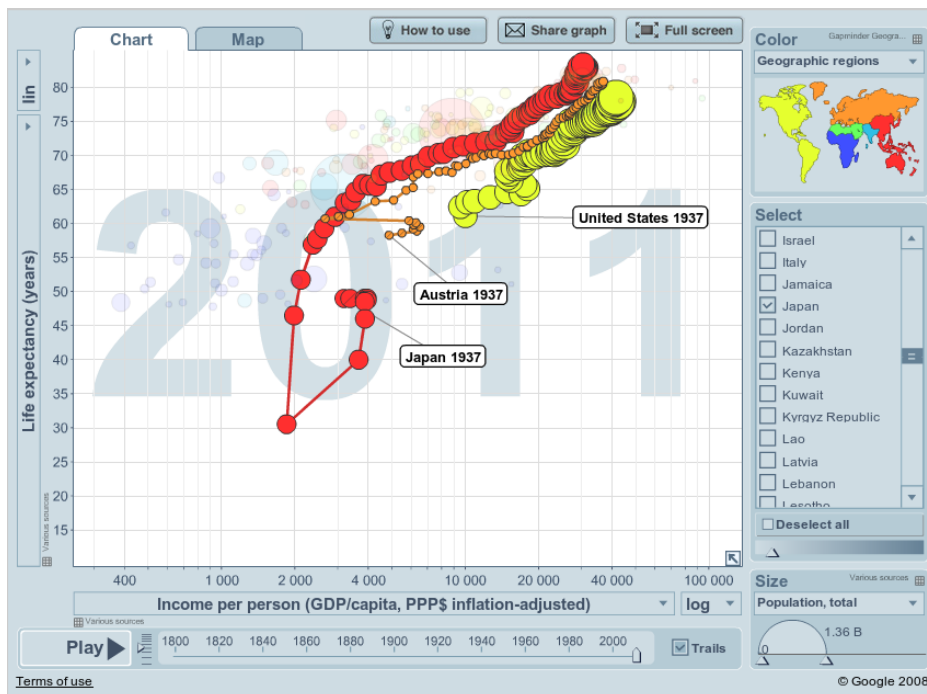 Chart
Map
How to use
Share graph
Full screen
Color
Gapminder Geogra...
Geographic regions
lin
Life expectancy (years)
Various sources
80
75
70
65
60
55
50
45
40
35
30
25
20
15
2011
United States 1937
Austria 1937
Japan 1937
400
1 000
2 000
4 000
10 000
20 000
40 000
100 000
Income per person (GDP/capita, PPP$ inflation-adjusted)
log
Various sources
Select
Israel
Italy
Jamaica
Japan
Jordan
Kazakhstan
Kenya
Kuwait
Kyrgyz Republic
Lao
Latvia
Lebanon
Lesotho
Deselect all
Size
Various sources
Population, total
1.36 B
0
Play
1800 1820 1840 1860 1880 1900 1920 1940 1960 1980 2000
Trails
Terms of use
© Google 2008